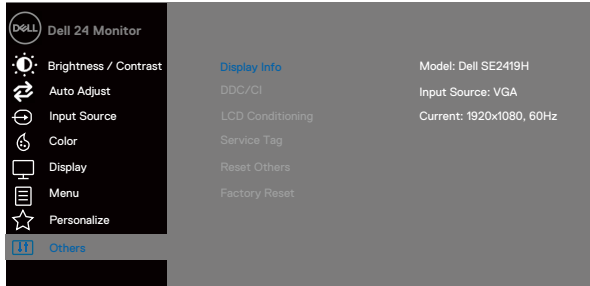 DELL Dell 24 Monitor
Brightness / Contrast
Auto Adjust
Input Source
Color
Display
Menu
Personalize
Others
Display Info
DDC/CI
LCD Conditioning
Service Tag
Reset Others
Factory Reset
Model: Dell SE2419H
Input Source: VGA
Current: 1920x1080, 60Hz